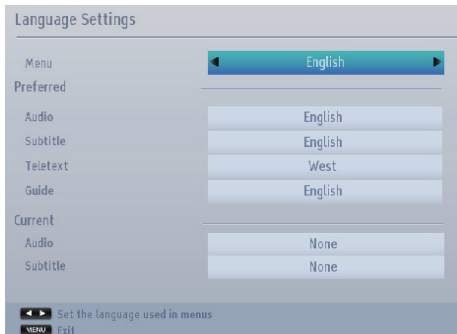 Language Settings
Menu English
Preferred
Audio English
Subtitle English
Teletext West
Guide English
Current
Audio None
Subtitle None
Set the language used in menus
MENU Exit